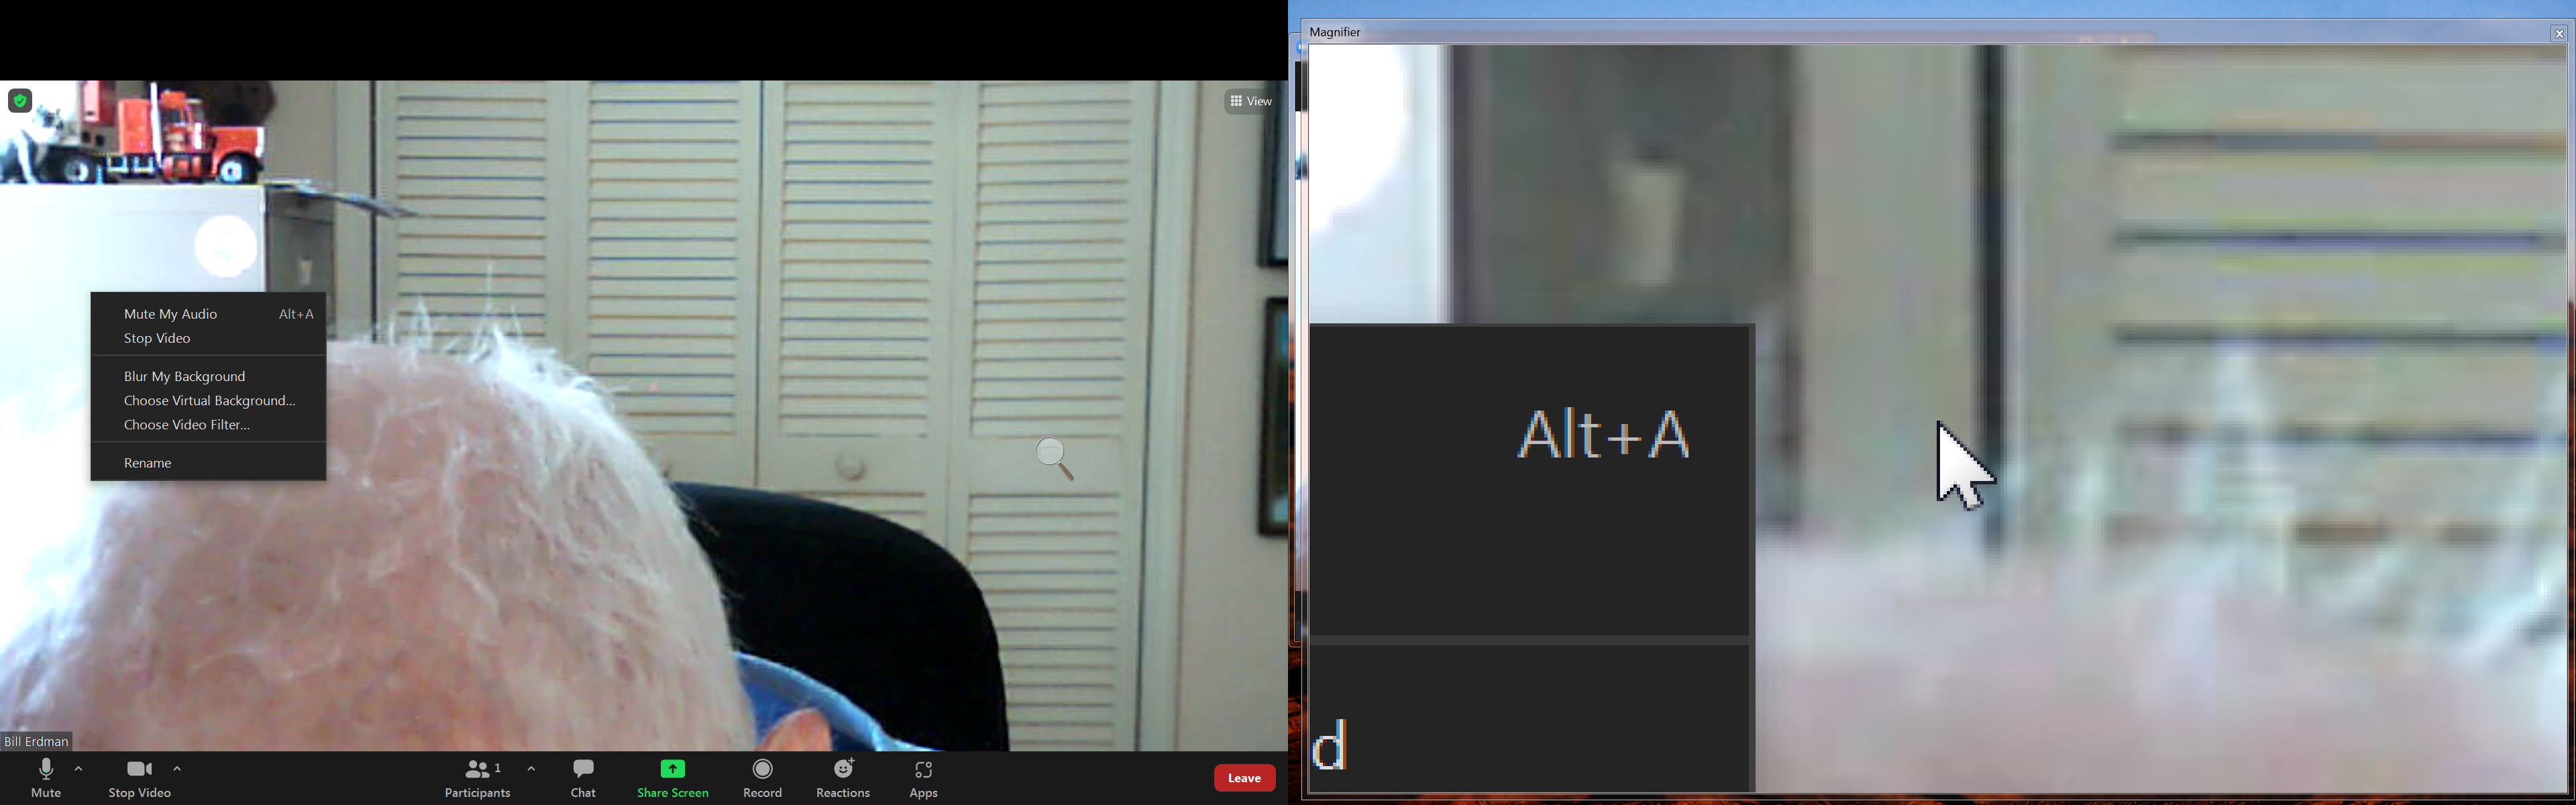 View
Mute My Audio Alt+A
Stop Video
Blur My Background
Choose Virtual Background...
Choose Video Filter...
Rename
Bill Erdman
Mute
Stop Video
1
Participants
Chat
Share Screen
Record
Reactions
Apps
Leave
Magnifier
Alt+A
d